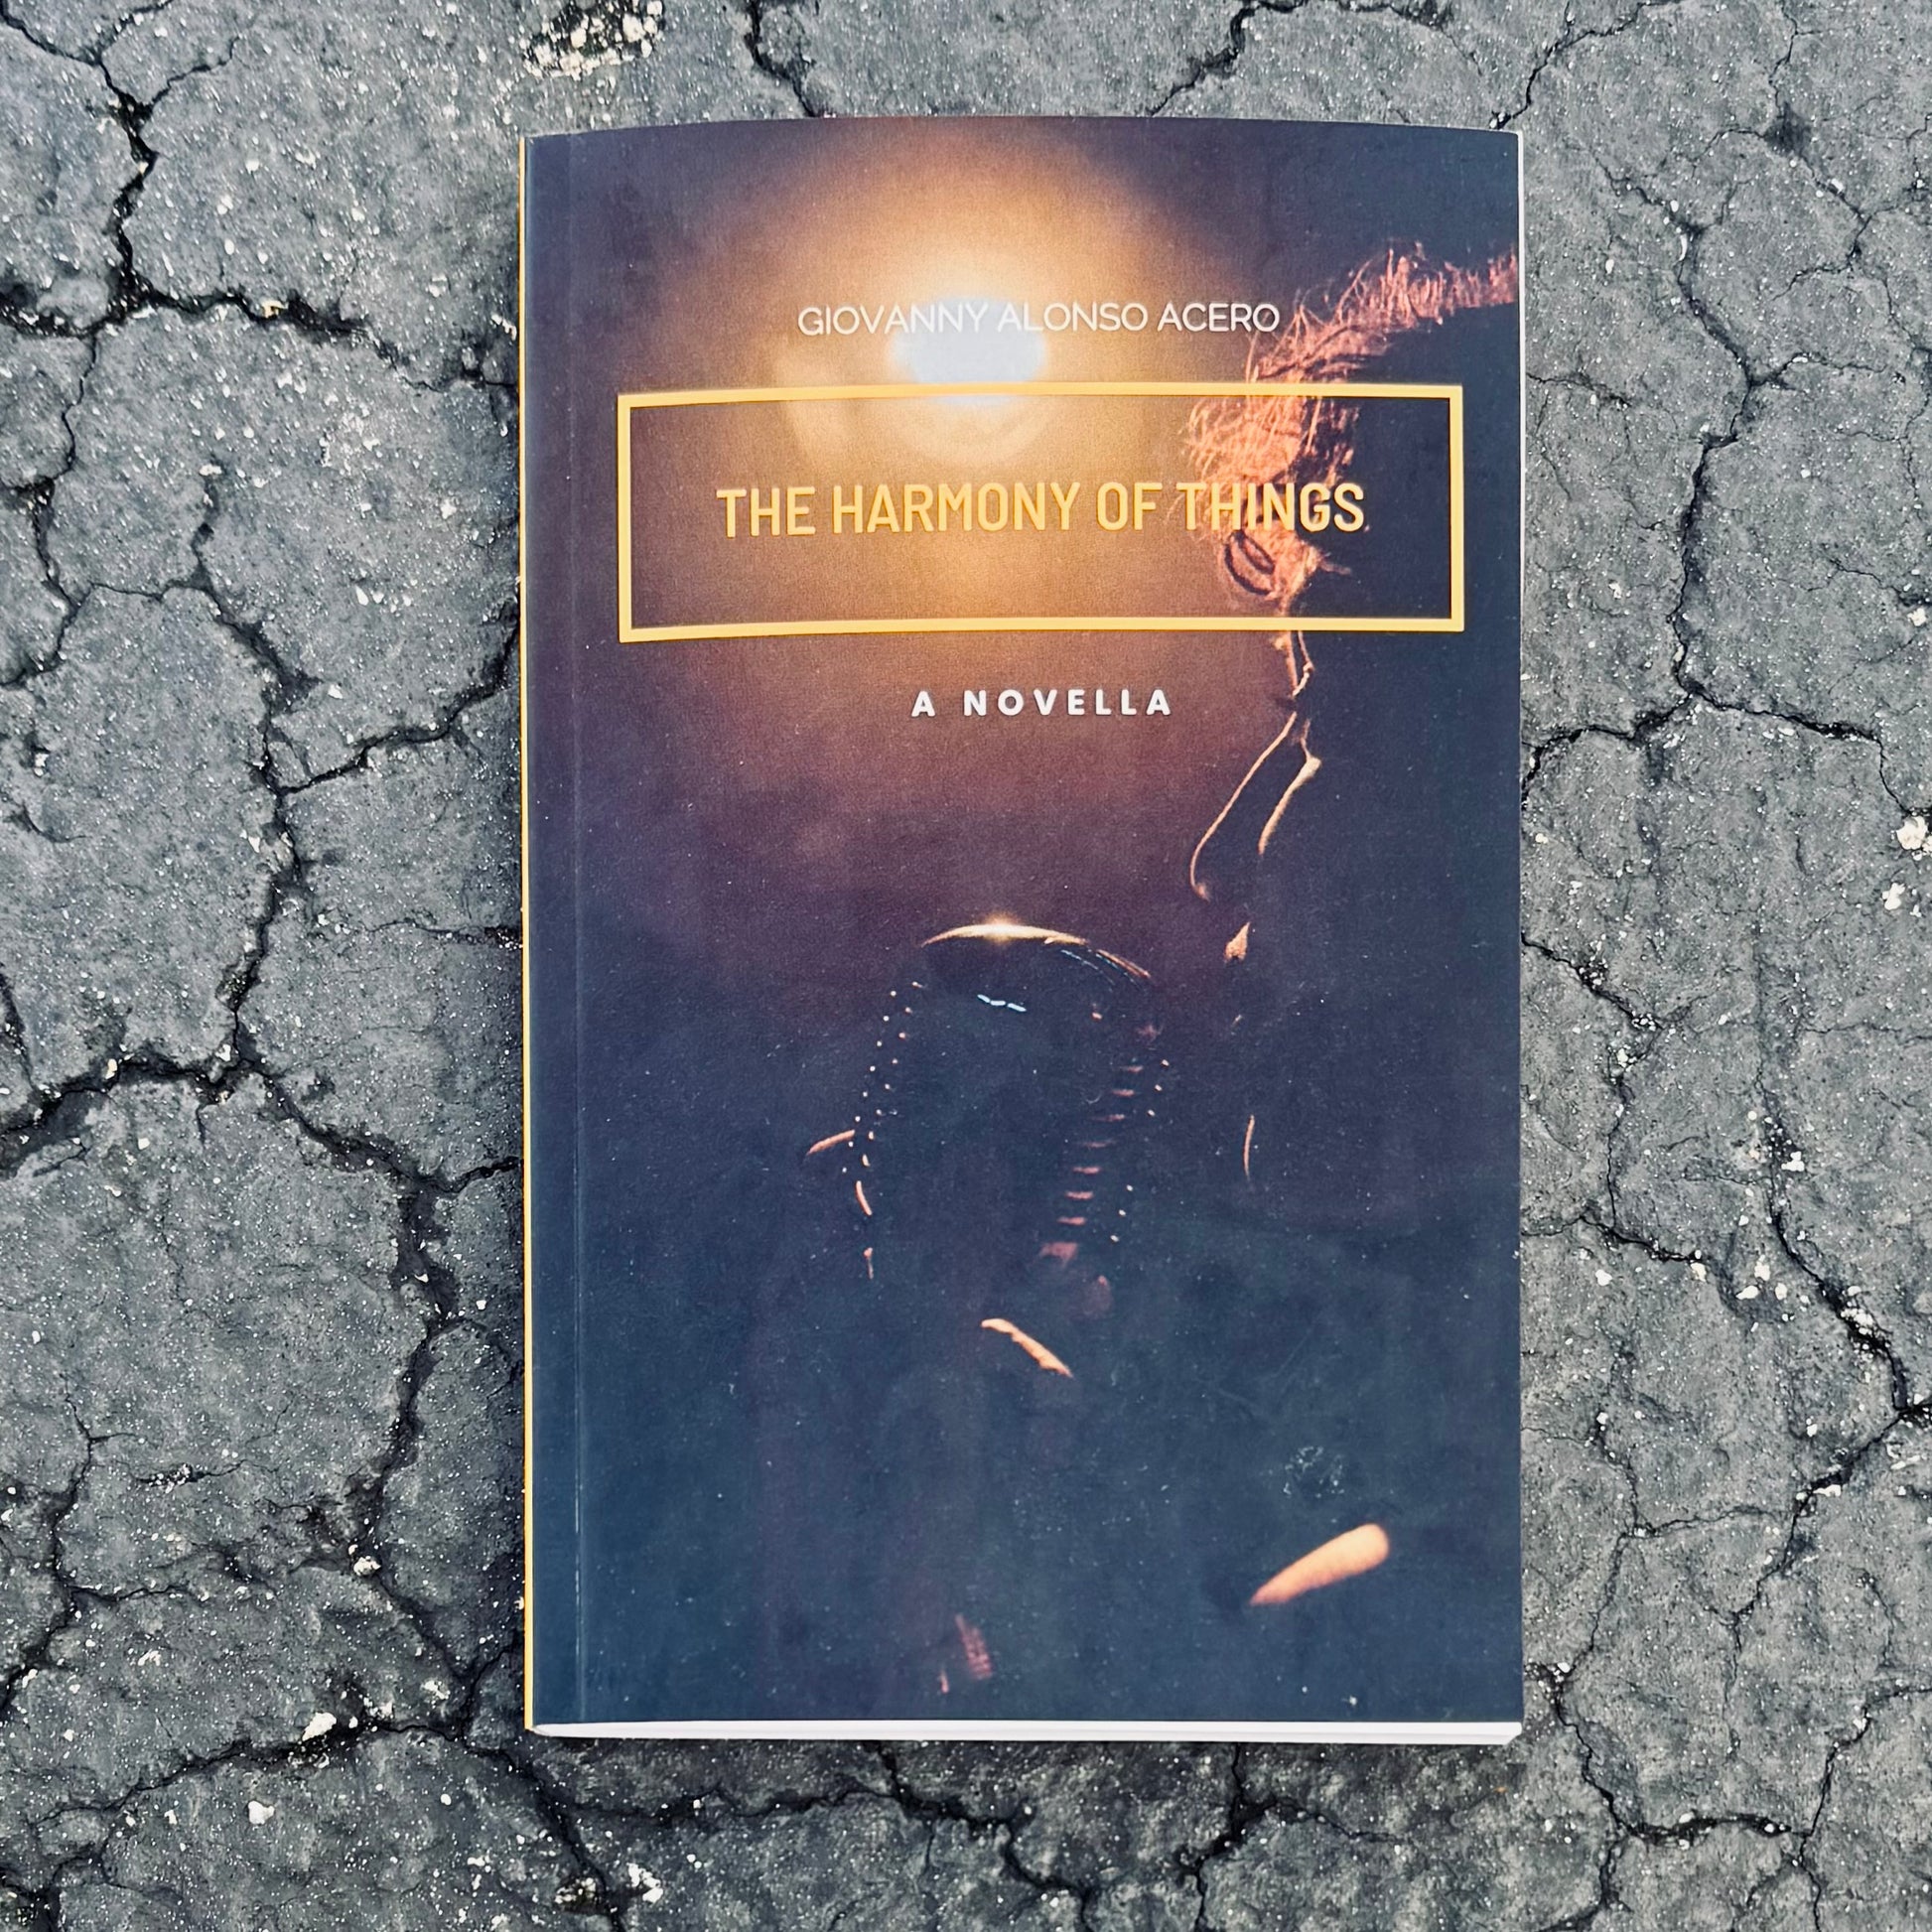 GIOVANNY ALONSO ACERO
THE HARMONY OF THINGS
A NOVELLA